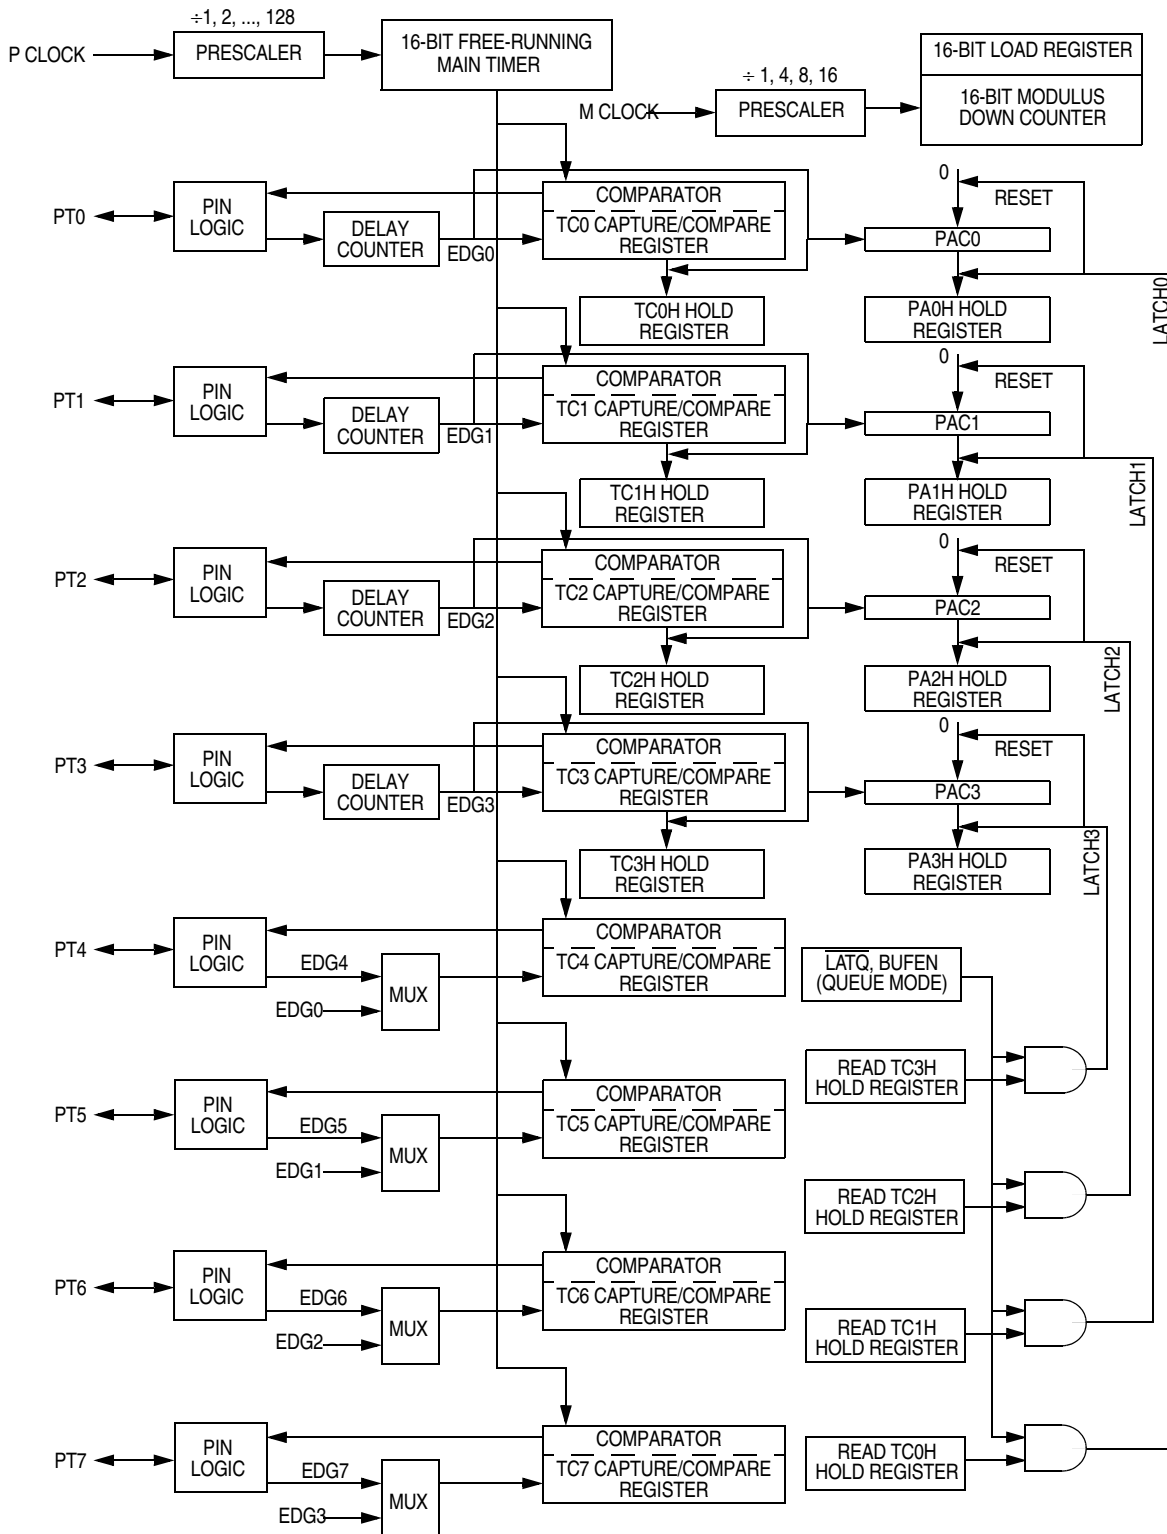 ÷1, 2, ..., 128
P CLOCK
PRESCALER
16-BIT FREE-RUNNING
MAIN TIMER
16-BIT LOAD REGISTER
16-BIT MODULUS
DOWN COUNTER
÷ 1, 4, 8, 16
M CLOCK
PRESCALER
PT0
PIN
LOGIC
DELAY
COUNTER
EDG0
COMPARATOR
TC0 CAPTURE/COMPARE
REGISTER
TC0H HOLD
REGISTER
0
RESET
PAC0
PA0H HOLD
REGISTER
LATCH0
PT1
PIN
LOGIC
DELAY
COUNTER
EDG1
COMPARATOR
TC1 CAPTURE/COMPARE
REGISTER
TC1H HOLD
REGISTER
0
RESET
PAC1
PA1H HOLD
REGISTER
LATCH1
PT2
PIN
LOGIC
DELAY
COUNTER
EDG2
COMPARATOR
TC2 CAPTURE/COMPARE
REGISTER
TC2H HOLD
REGISTER
0
RESET
PAC2
PA2H HOLD
REGISTER
LATCH2
PT3
PIN
LOGIC
DELAY
COUNTER
EDG3
COMPARATOR
TC3 CAPTURE/COMPARE
REGISTER
TC3H HOLD
REGISTER
0
RESET
PAC3
PA3H HOLD
REGISTER
LATCH3
PT4
PIN
LOGIC
EDG4
EDG0
MUX
COMPARATOR
TC4 CAPTURE/COMPARE
REGISTER
LATQ, BUFEN
(QUEUE MODE)
READ TC3H
HOLD REGISTER
PT5
PIN
LOGIC
EDG5
EDG1
MUX
COMPARATOR
TC5 CAPTURE/COMPARE
REGISTER
READ TC2H
HOLD REGISTER
PT6
PIN
LOGIC
EDG6
EDG2
MUX
COMPARATOR
TC6 CAPTURE/COMPARE
REGISTER
READ TC1H
HOLD REGISTER
PT7
PIN
LOGIC
EDG7
EDG3
MUX
COMPARATOR
TC7 CAPTURE/COMPARE
REGISTER
READ TC0H
HOLD REGISTER